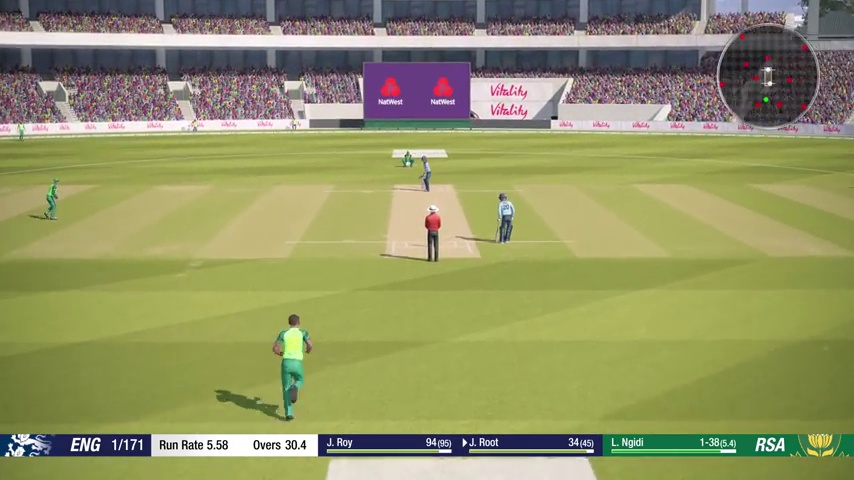 NatWest
NatWest
Vitality
Vitality
20
ENG 1/171 Run Rate 5.58 Overs 30.4 J. Roy 94 (95) J. Root 34 (45) L. Ngidi 1-38 (5.4) RSA